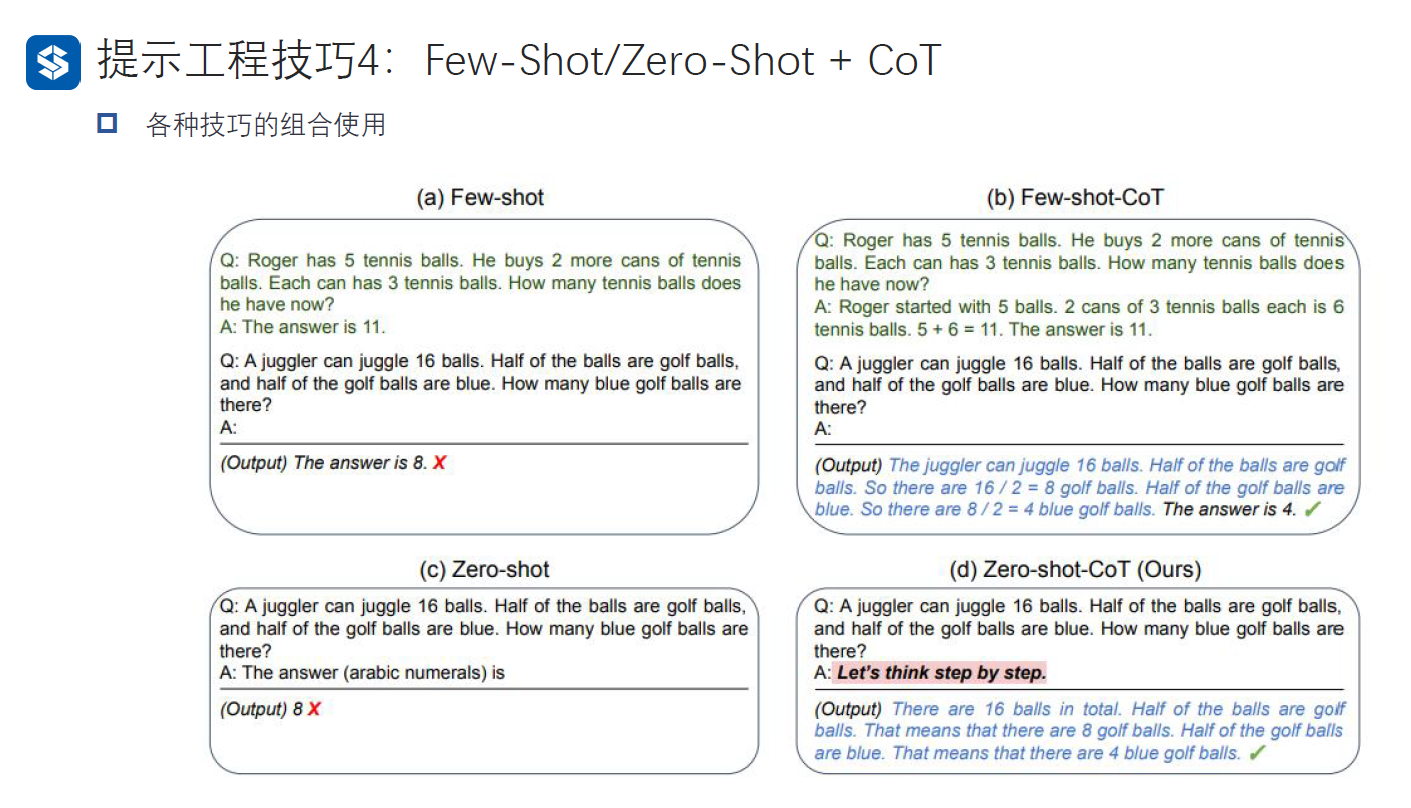 提示工程技巧4：Few-Shot/Zero-Shot + CoT
各种技巧的组合使用
(a) Few-shot
Q: Roger has 5 tennis balls. He buys 2 more cans of tennis
balls. Each can has 3 tennis balls. How many tennis balls does
he have now?
A: The answer is 11.
Q: A juggler can juggle 16 balls. Half of the balls are golf balls,
and half of the golf balls are blue. How many blue golf balls are
there?
A:
(Output) The answer is 8. X
(b) Few-shot-CoT
Q: Roger has 5 tennis balls. He buys 2 more cans of tennis
balls. Each can has 3 tennis balls. How many tennis balls does
he have now?
A: Roger started with 5 balls. 2 cans of 3 tennis balls each is 6
tennis balls. 5 + 6 = 11. The answer is 11.
Q: A juggler can juggle 16 balls. Half of the balls are golf balls,
and half of the golf balls are blue. How many blue golf balls are
there?
A:
(Output) The juggler can juggle 16 balls. Half of the balls are golf
balls. So there are 16 / 2 = 8 golf balls. Half of the golf balls are
blue. So there are 8 / 2 = 4 blue golf balls. The answer is 4. ✓
(c) Zero-shot
Q: A juggler can juggle 16 balls. Half of the balls are golf balls,
and half of the golf balls are blue. How many blue golf balls are
there?
A: The answer (arabic numerals) is
(Output) 8 X
(d) Zero-shot-CoT (Ours)
Q: A juggler can juggle 16 balls. Half of the balls are golf balls,
and half of the golf balls are blue. How many blue golf balls are
there?
A: Let's think step by step.
(Output) There are 16 balls in total. Half of the balls are golf
balls. That means that there are 8 golf balls. Half of the golf balls
are blue. That means that there are 4 blue golf balls. ✓